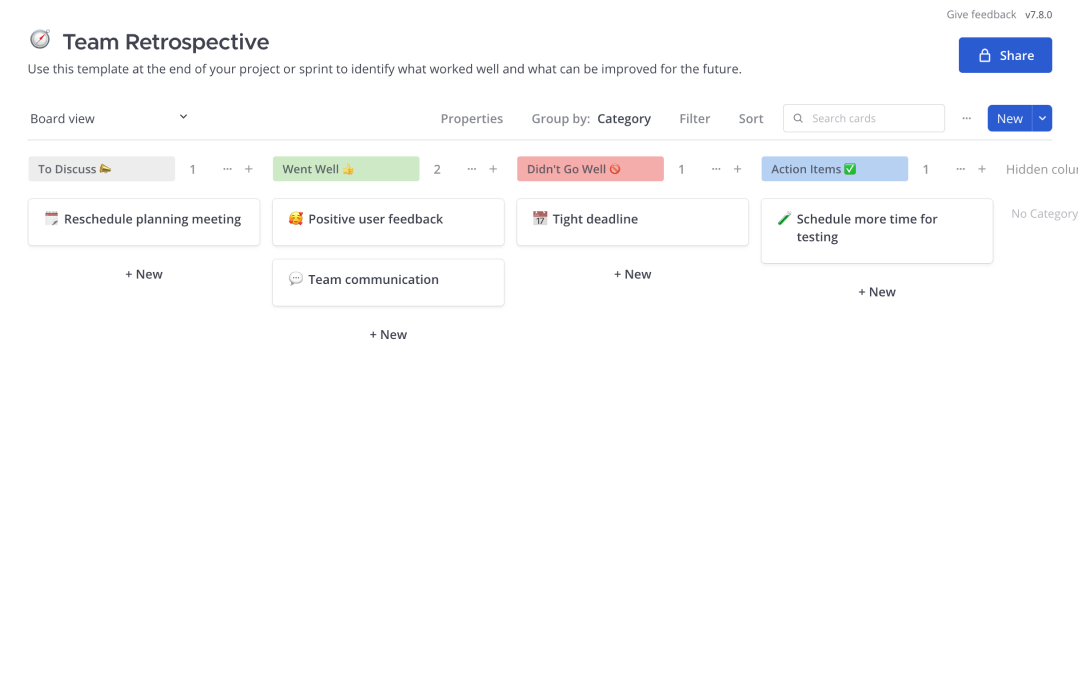 Give feedback v7.8.0
Team Retrospective
Use this template at the end of your project or sprint to identify what worked well and what can be improved for the future.
Share
Board view
Properties
Group by: Category
Filter
Sort
Search cards
New
To Discuss
1
Went Well
2
Didn't Go Well
1
Action Items
1
Hidden colu
Reschedule planning meeting
+ New
Positive user feedback
Team communication
+ New
17
Tight deadline
+ New
Schedule more time for
testing
+ New
No Category